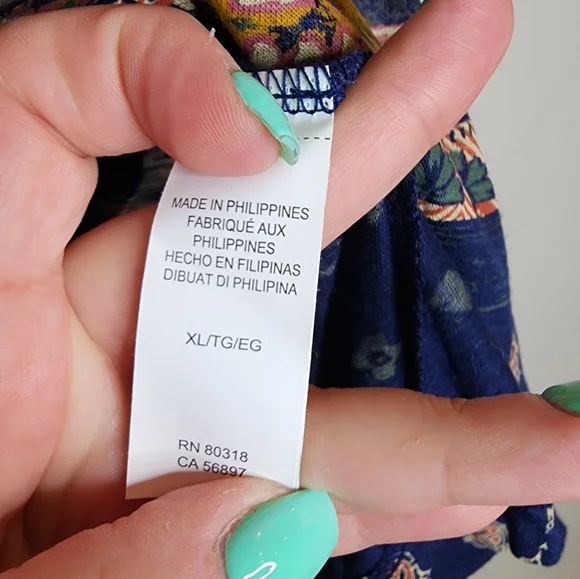 MADE IN PHILIPPINES
FABRIQUÉ AUX
PHILIPPINES
HECHO EN FILIPINAS
DIBUAT DI PHILIPINA
XL/TG/EG
RN 80318
CA 56897